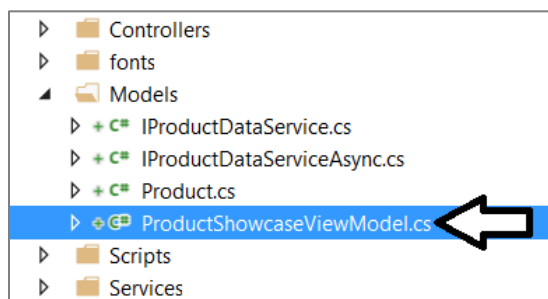 Controllers
fonts
Models
+ C# IProductDataService.cs
+ C# IProductDataServiceAsync.cs
+ C# Product.cs
+ C# ProductShowcaseViewModel.cs
Scripts
Services